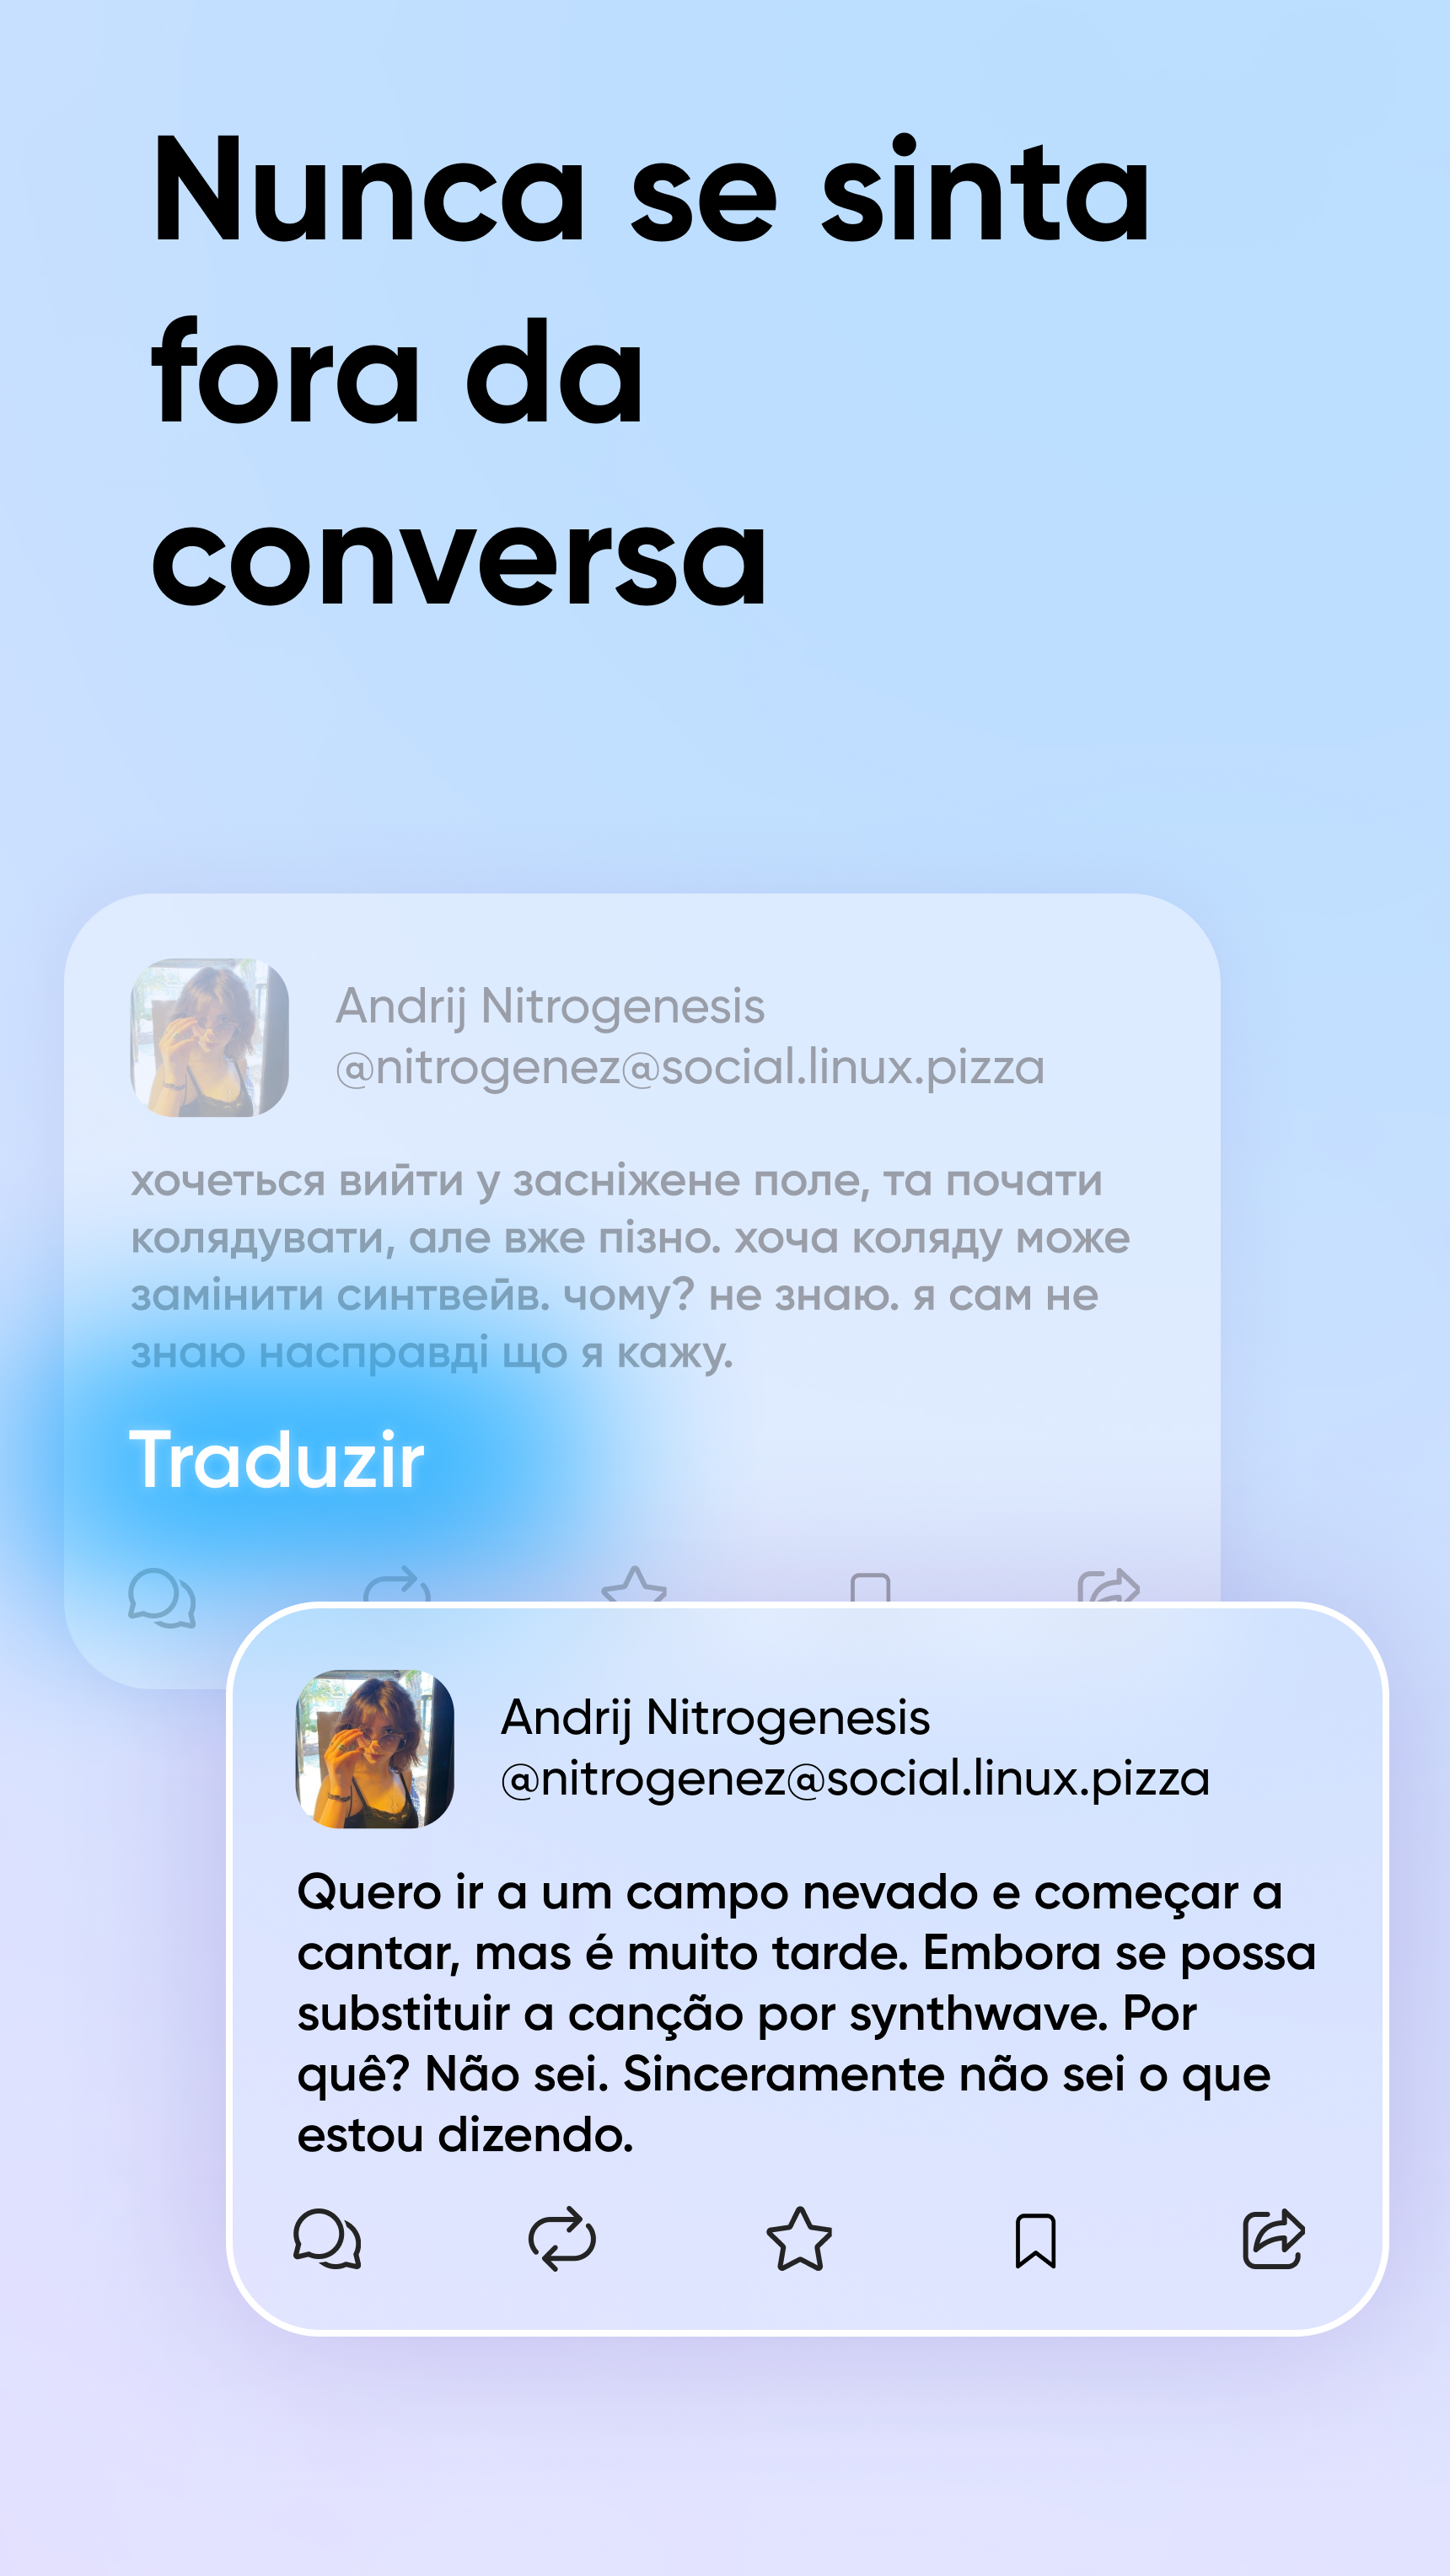 Nunca se sinta
fora da
conversa
Andrij Nitrogenesis
@nitrogenez@social.linux.pizza
хочеться вийти у засніжене поле, та почати
колядувати, але вже пізно. хоча коляду може
замінити синтвейв. чому? не знаю. я сам не
знаю насправді що я кажу.
Traduzir
Andrij Nitrogenesis
@nitrogenez@social.linux.pizza
Quero ir a um campo nevado e começar a
cantar, mas é muito tarde. Embora se possa
substituir a canção por synthwave. Por
quê? Não sei. Sinceramente não sei o que
estou dizendo.